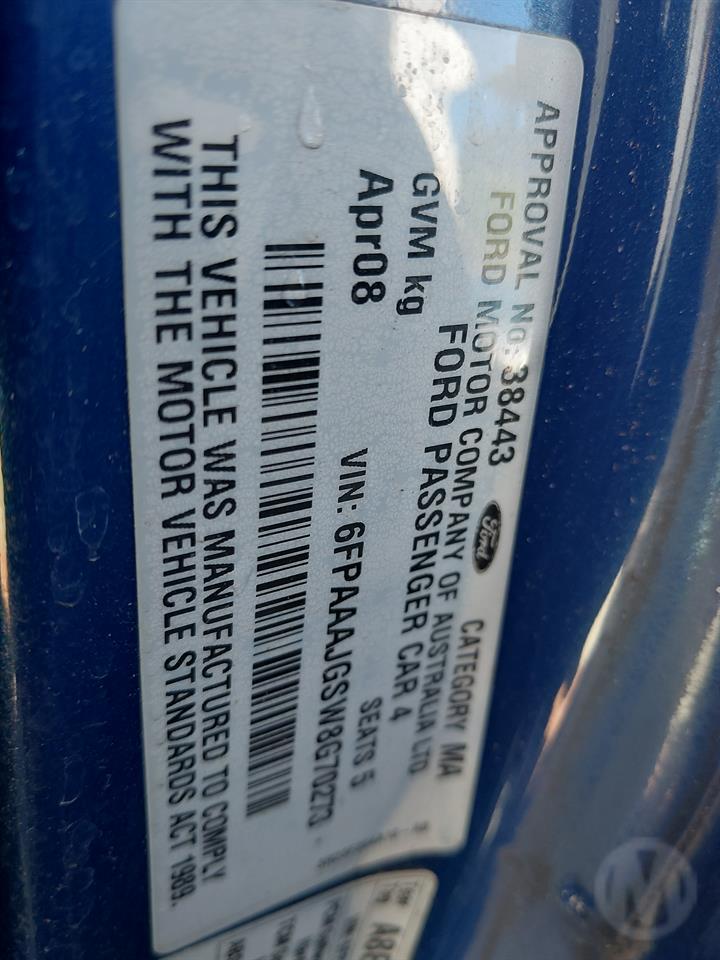 APPROVAL No: 38443 CATEGORY MA
FORD MOTOR COMPANY OF AUSTRALIA LTD
Ford
FORD PASSENGER CAR 4
GVM kg
Apr08 SEATS 5
VIN: 6FPAAAJGSW8G70273
THIS VEHICLE WAS MANUFACTURED TO COMPLY
WITH THE MOTOR VEHICLE STANDARDS ACT 1989.
M